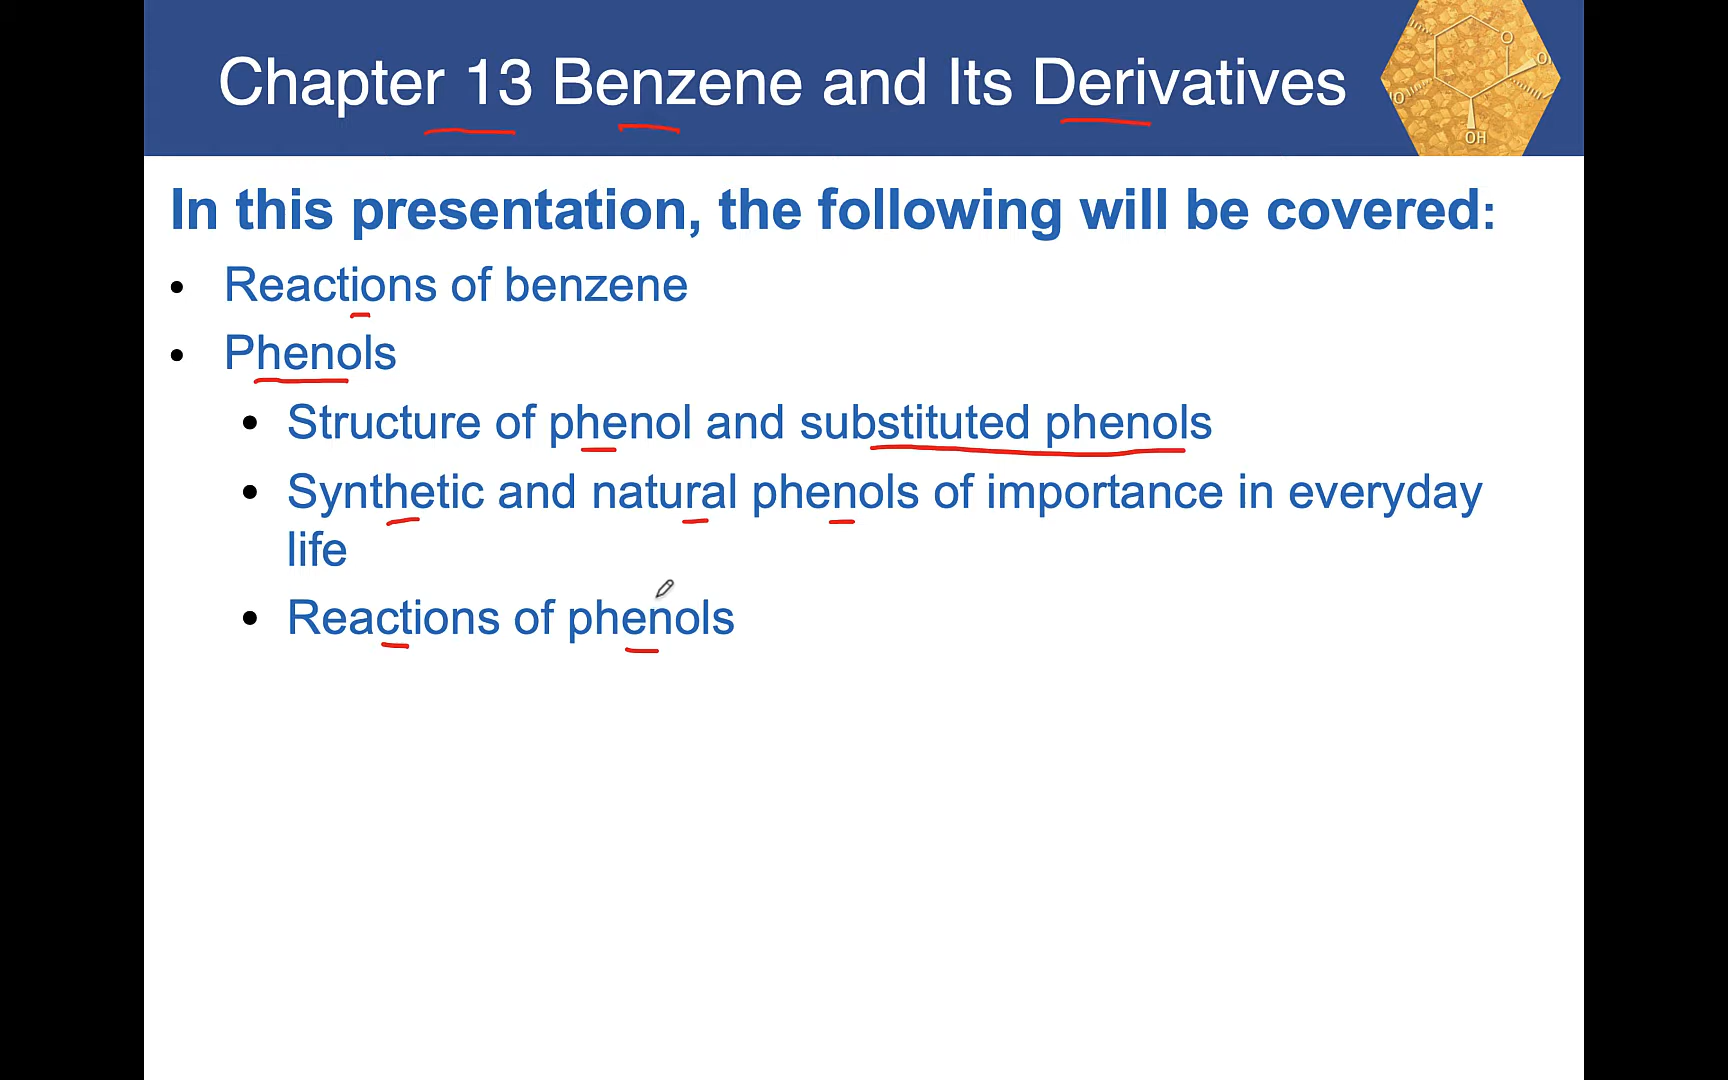 Chapter 13 Benzene and Its Derivatives
O
O
O
OH
In this presentation, the following will be covered:
• Reactions of benzene
• Phenols
• Structure of phenol and substituted phenols
• Synthetic and natural phenols of importance in everyday
life
• Reactions of phenols